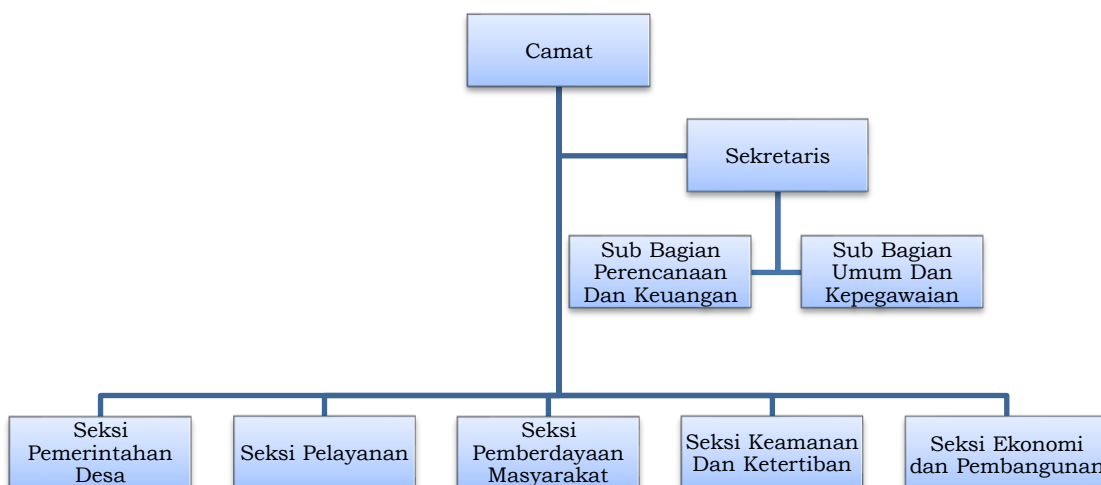 Camat
Sekretaris
Sub Bagian
Perencanaan
Dan Keuangan
Sub Bagian
Umum Dan
Kepegawaian
Seksi
Pemerintahan
Desa
Seksi Pelayanan
Seksi
Pemberdayaan
Masyarakat
Seksi Keamanan
Dan Ketertiban
Seksi Ekonomi
dan Pembangunan